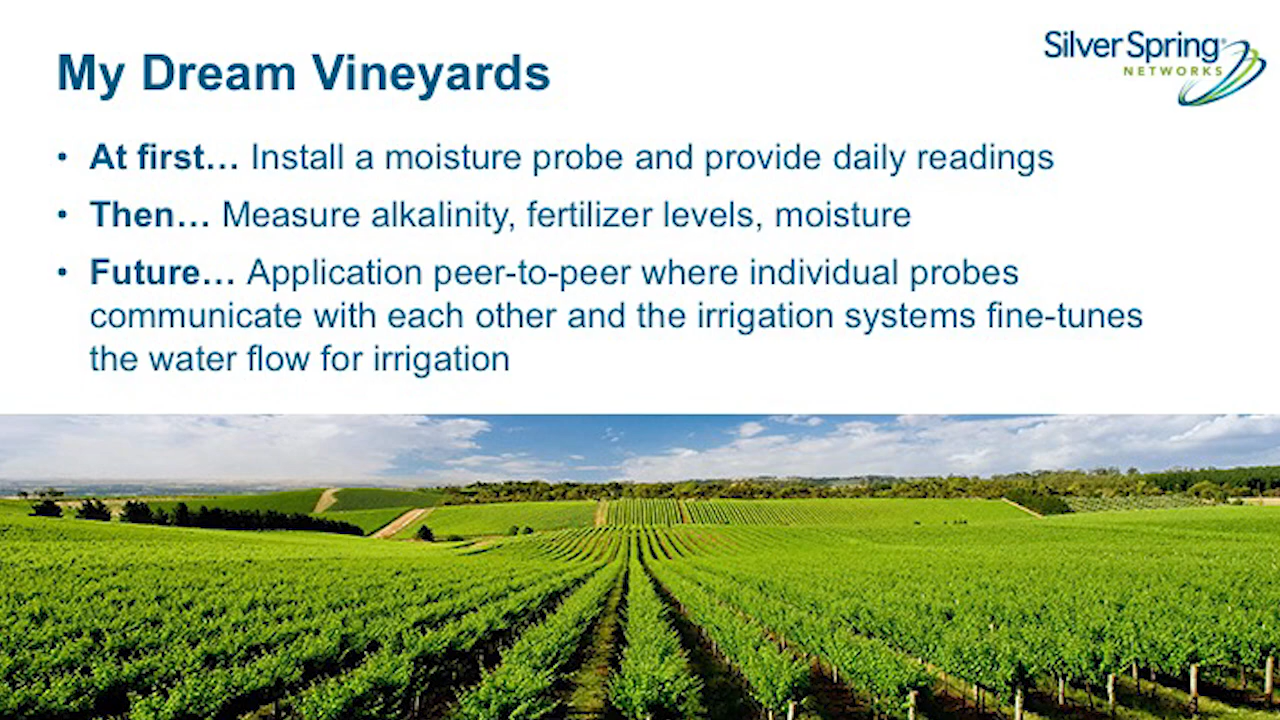 My Dream Vineyards
Silver Spring®
NETWORKS
• At first… Install a moisture probe and provide daily readings
• Then… Measure alkalinity, fertilizer levels, moisture
• Future… Application peer-to-peer where individual probes
communicate with each other and the irrigation systems fine-tunes
the water flow for irrigation